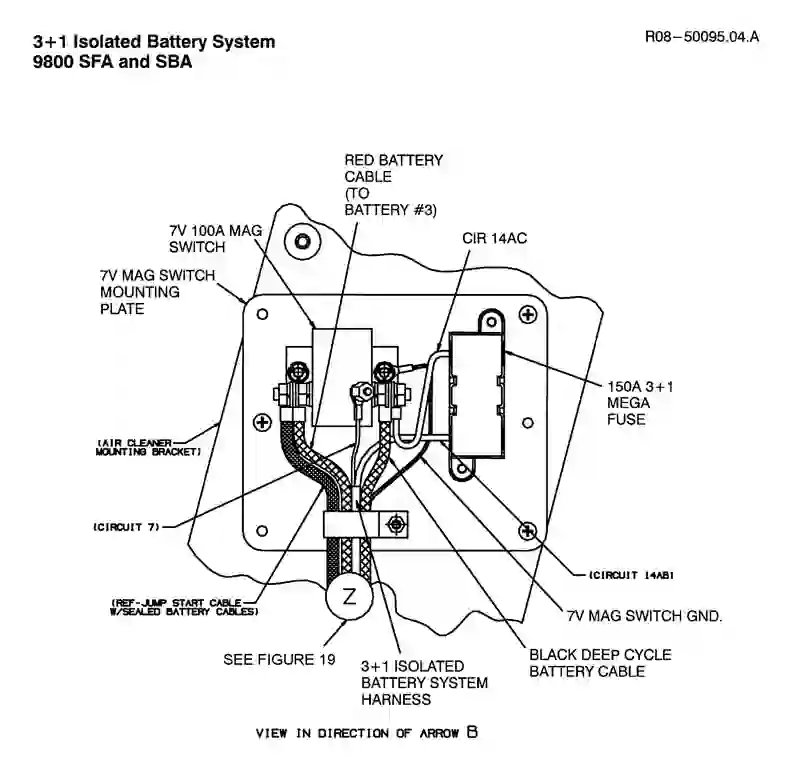 3+1 Isolated Battery System
9800 SFA and SBA
R08-50095.04.A
RED BATTERY
CABLE
(TO
BATTERY #3)
7V 100A MAG
SWITCH
CIR 14AC
7V MAG SWITCH
MOUNTING
PLATE
150A 3+1
MEGA
FUSE
(AIR CLEANER
MOUNTING BRACKET)
(CIRCUIT 7)
(CIRCUIT 14AB)
(REF-JUMP START CABLE
W/SEALED BATTERY CABLES)
Z
7V MAG SWITCH GND.
SEE FIGURE 19
3+1 ISOLATED
BATTERY SYSTEM
HARNESS
BLACK DEEP CYCLE
BATTERY CABLE
VIEW IN DIRECTION OF ARROW B